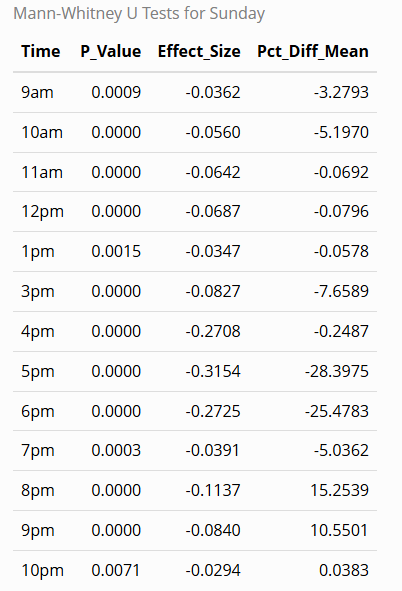 Mann-Whitney U Tests for Sunday
Time P_Value Effect_Size Pct_Diff_Mean
9am 0.0009 -0.0362 -3.2793
10am 0.0000 -0.0560 -5.1970
11am 0.0000 -0.0642 -0.0692
12pm 0.0000 -0.0687 -0.0796
1pm 0.0015 -0.0347 -0.0578
3pm 0.0000 -0.0827 -7.6589
4pm 0.0000 -0.2708 -0.2487
5pm 0.0000 -0.3154 -28.3975
6pm 0.0000 -0.2725 -25.4783
7pm 0.0003 -0.0391 -5.0362
8pm 0.0000 -0.1137 15.2539
9pm 0.0000 -0.0840 10.5501
10pm 0.0071 -0.0294 0.0383